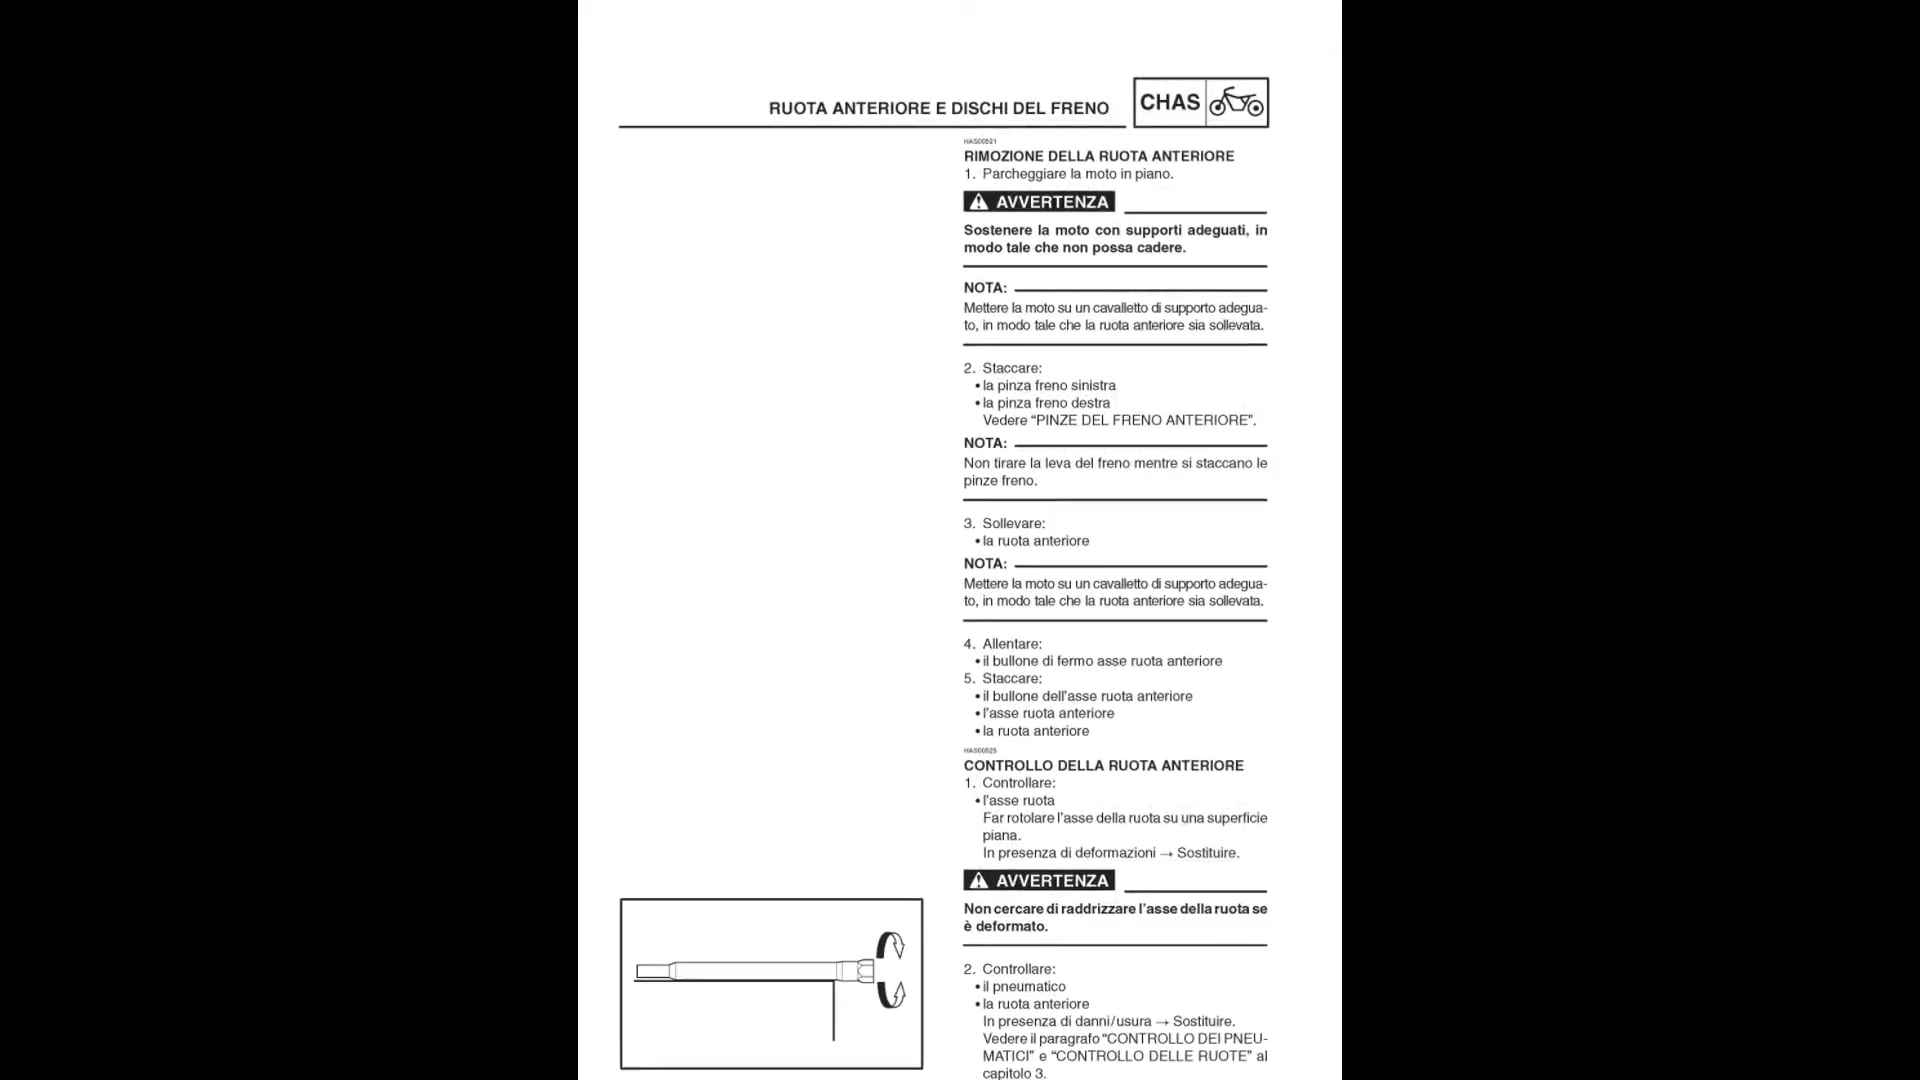 RUOTA ANTERIORE E DISCHI DEL FRENO
CHAS
HAS00521
RIMOZIONE DELLA RUOTA ANTERIORE
1. Parcheggiare la moto in piano.
AVVERTENZA
Sostenere la moto con supporti adeguati, in
modo tale che non possa cadere.
NOTA:
Mettere la moto su un cavalletto di supporto adegua-
to, in modo tale che la ruota anteriore sia sollevata.
2. Staccare:
• la pinza freno sinistra
• la pinza freno destra
Vedere “PINZE DEL FRENO ANTERIORE”.
NOTA:
Non tirare la leva del freno mentre si staccano le
pinze freno.
3. Sollevare:
• la ruota anteriore
NOTA:
Mettere la moto su un cavalletto di supporto adegua-
to, in modo tale che la ruota anteriore sia sollevata.
4. Allentare:
• il bullone di fermo asse ruota anteriore
5. Staccare:
• il bullone dell'asse ruota anteriore
• l'asse ruota anteriore
• la ruota anteriore
HAS00525
CONTROLLO DELLA RUOTA ANTERIORE
1. Controllare:
• l'asse ruota
Far rotolare l'asse della ruota su una superficie
piana.
In presenza di deformazioni → Sostituire.
AVVERTENZA
Non cercare di raddrizzare l'asse della ruota se
è deformato.
2. Controllare:
• il pneumatico
• la ruota anteriore
In presenza di danni/usura → Sostituire.
Vedere il paragrafo “CONTROLLO DEI PNEU-
MATICI” e “CONTROLLO DELLE RUOTE” al
capitolo 3.